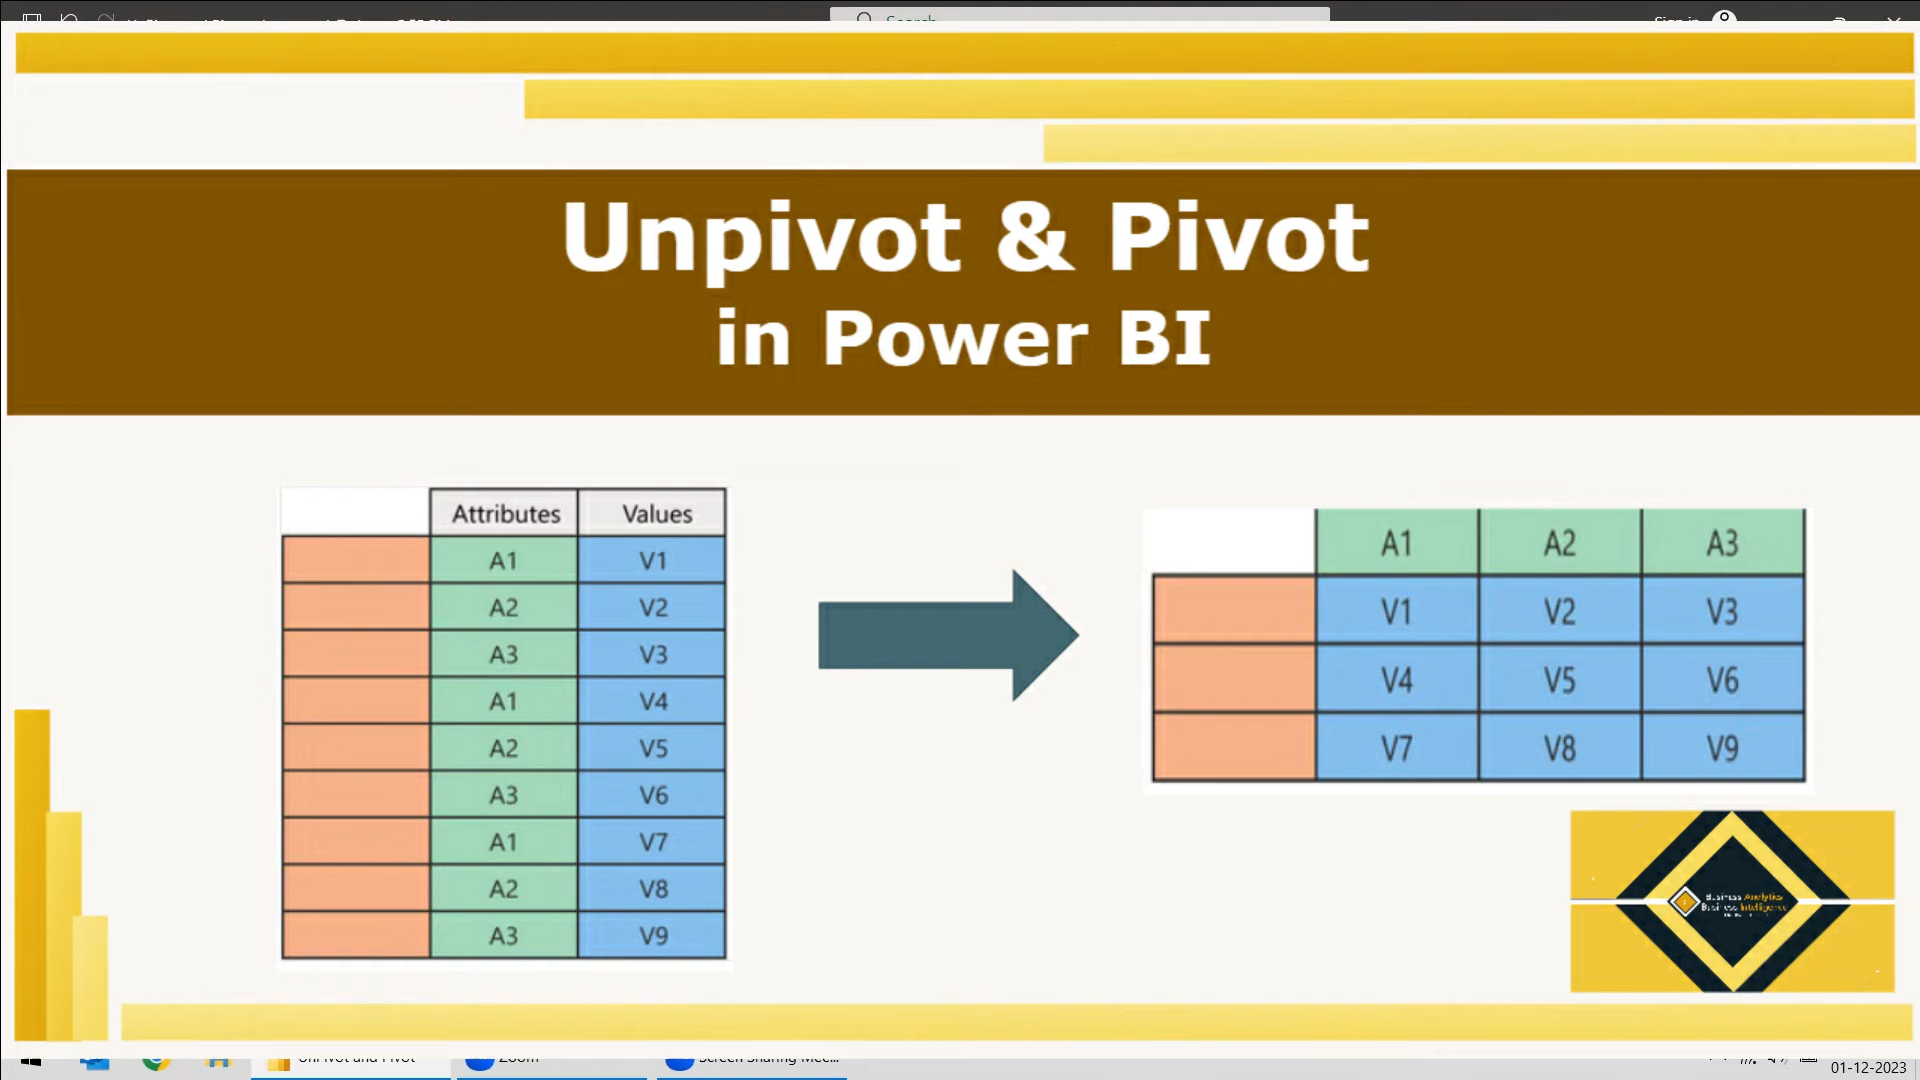 Search
Sign in
Unpivot & Pivot
in Power BI
Attributes Values
A1 V1
A2 V2
A3 V3
A1 V4
A2 V5
A3 V6
A1 V7
A2 V8
A3 V9
A1 A2 A3
V1 V2 V3
V4 V5 V6
V7 V8 V9
Business Analytics
Business Intelligence
UnPivot and Pivot
Zoom
Screen Sharing Mee...
01-12-2023